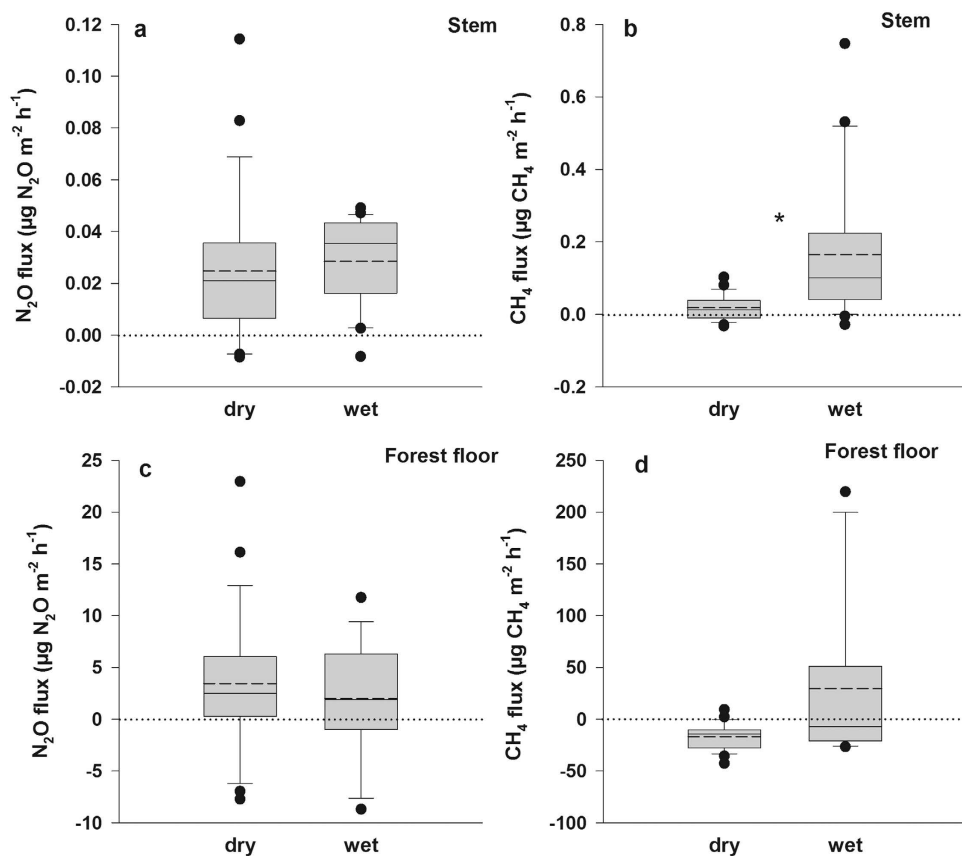 a
Stem
0.12
0.10
0.08
0.06
0.04
0.02
0.00
-0.02
N₂O flux (µg N₂O m⁻² h⁻¹)
dry
wet
b
Stem
0.8
0.6
0.4
0.2
0.0
-0.2
CH₄ flux (µg CH₄ m⁻² h⁻¹)
*
dry
wet
c
Forest floor
25
20
15
10
5
0
-5
-10
N₂O flux (µg N₂O m⁻² h⁻¹)
dry
wet
d
Forest floor
250
200
150
100
50
0
-50
-100
CH₄ flux (µg CH₄ m⁻² h⁻¹)
dry
wet